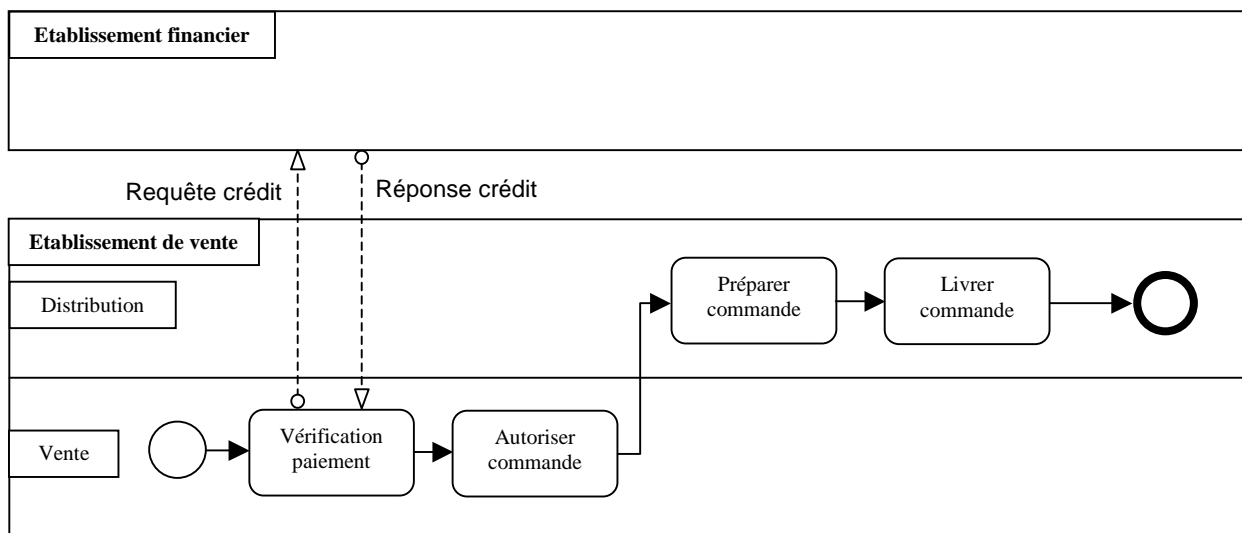 Etablissement financier
Requête crédit
Réponse crédit
Etablissement de vente
Distribution
Préparer
commande
Livrer
commande
Vente
Vérification
paiement
Autoriser
commande